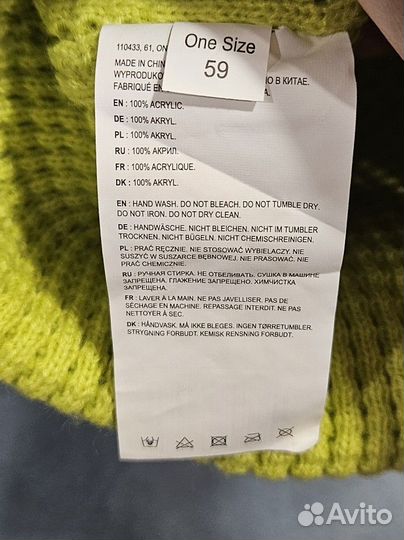 One Size
59
110433, 61, ON
MADE IN CHIN
WYPRODUKO О В КИТАЕ.
FABRIQUÉ EN
EN : 100% ACRYLIC.
DE : 100% AKRYL.
PL : 100% AKRYL.
RU : 100% АКРИЛ.
FR : 100% ACRYLIQUE.
DK : 100% AKRYL.
EN : HAND WASH. DO NOT BLEACH. DO NOT TUMBLE DRY.
DO NOT IRON. DO NOT DRY CLEAN.
DE : HANDWÄSCHE. NICHT BLEICHEN. NICHT IM TUMBLER
TROCKNEN. NICHT BÜGELN. NICHT CHEMISCHREINIGEN.
PL : PRAĆ RĘCZNIE, NIE STOSOWAĆ WYBIELACZY. NIE
SUSZYĆ W SUSZARCE BĘBNOWEJ, NIE PRASOWAĆ. NIE
PRAĆ CHEMICZNIE.
RU : РУЧНАЯ СТИРКА. НЕ ОТБЕЛИВАТЬ. СУШКА В МАШИНЕ
ЗАПРЕЩЕНА. ГЛАЖЕНИЕ ЗАПРЕЩЕНО. ХИМЧИСТКА
ЗАПРЕЩЕНА.
FR : LAVER À LA MAIN. NE PAS JAVELLISER. PAS DE
SÉCHAGE EN MACHINE. REPASSAGE INTERDIT. NE PAS
NETTOYER À SEC.
DK : HÅNDVASK. MÅ IKKE BLEGES. INGEN TØRRETUMBLER.
STRYGNING FORBUDT. KEMISK RENSNING FORBUDT.
Avito